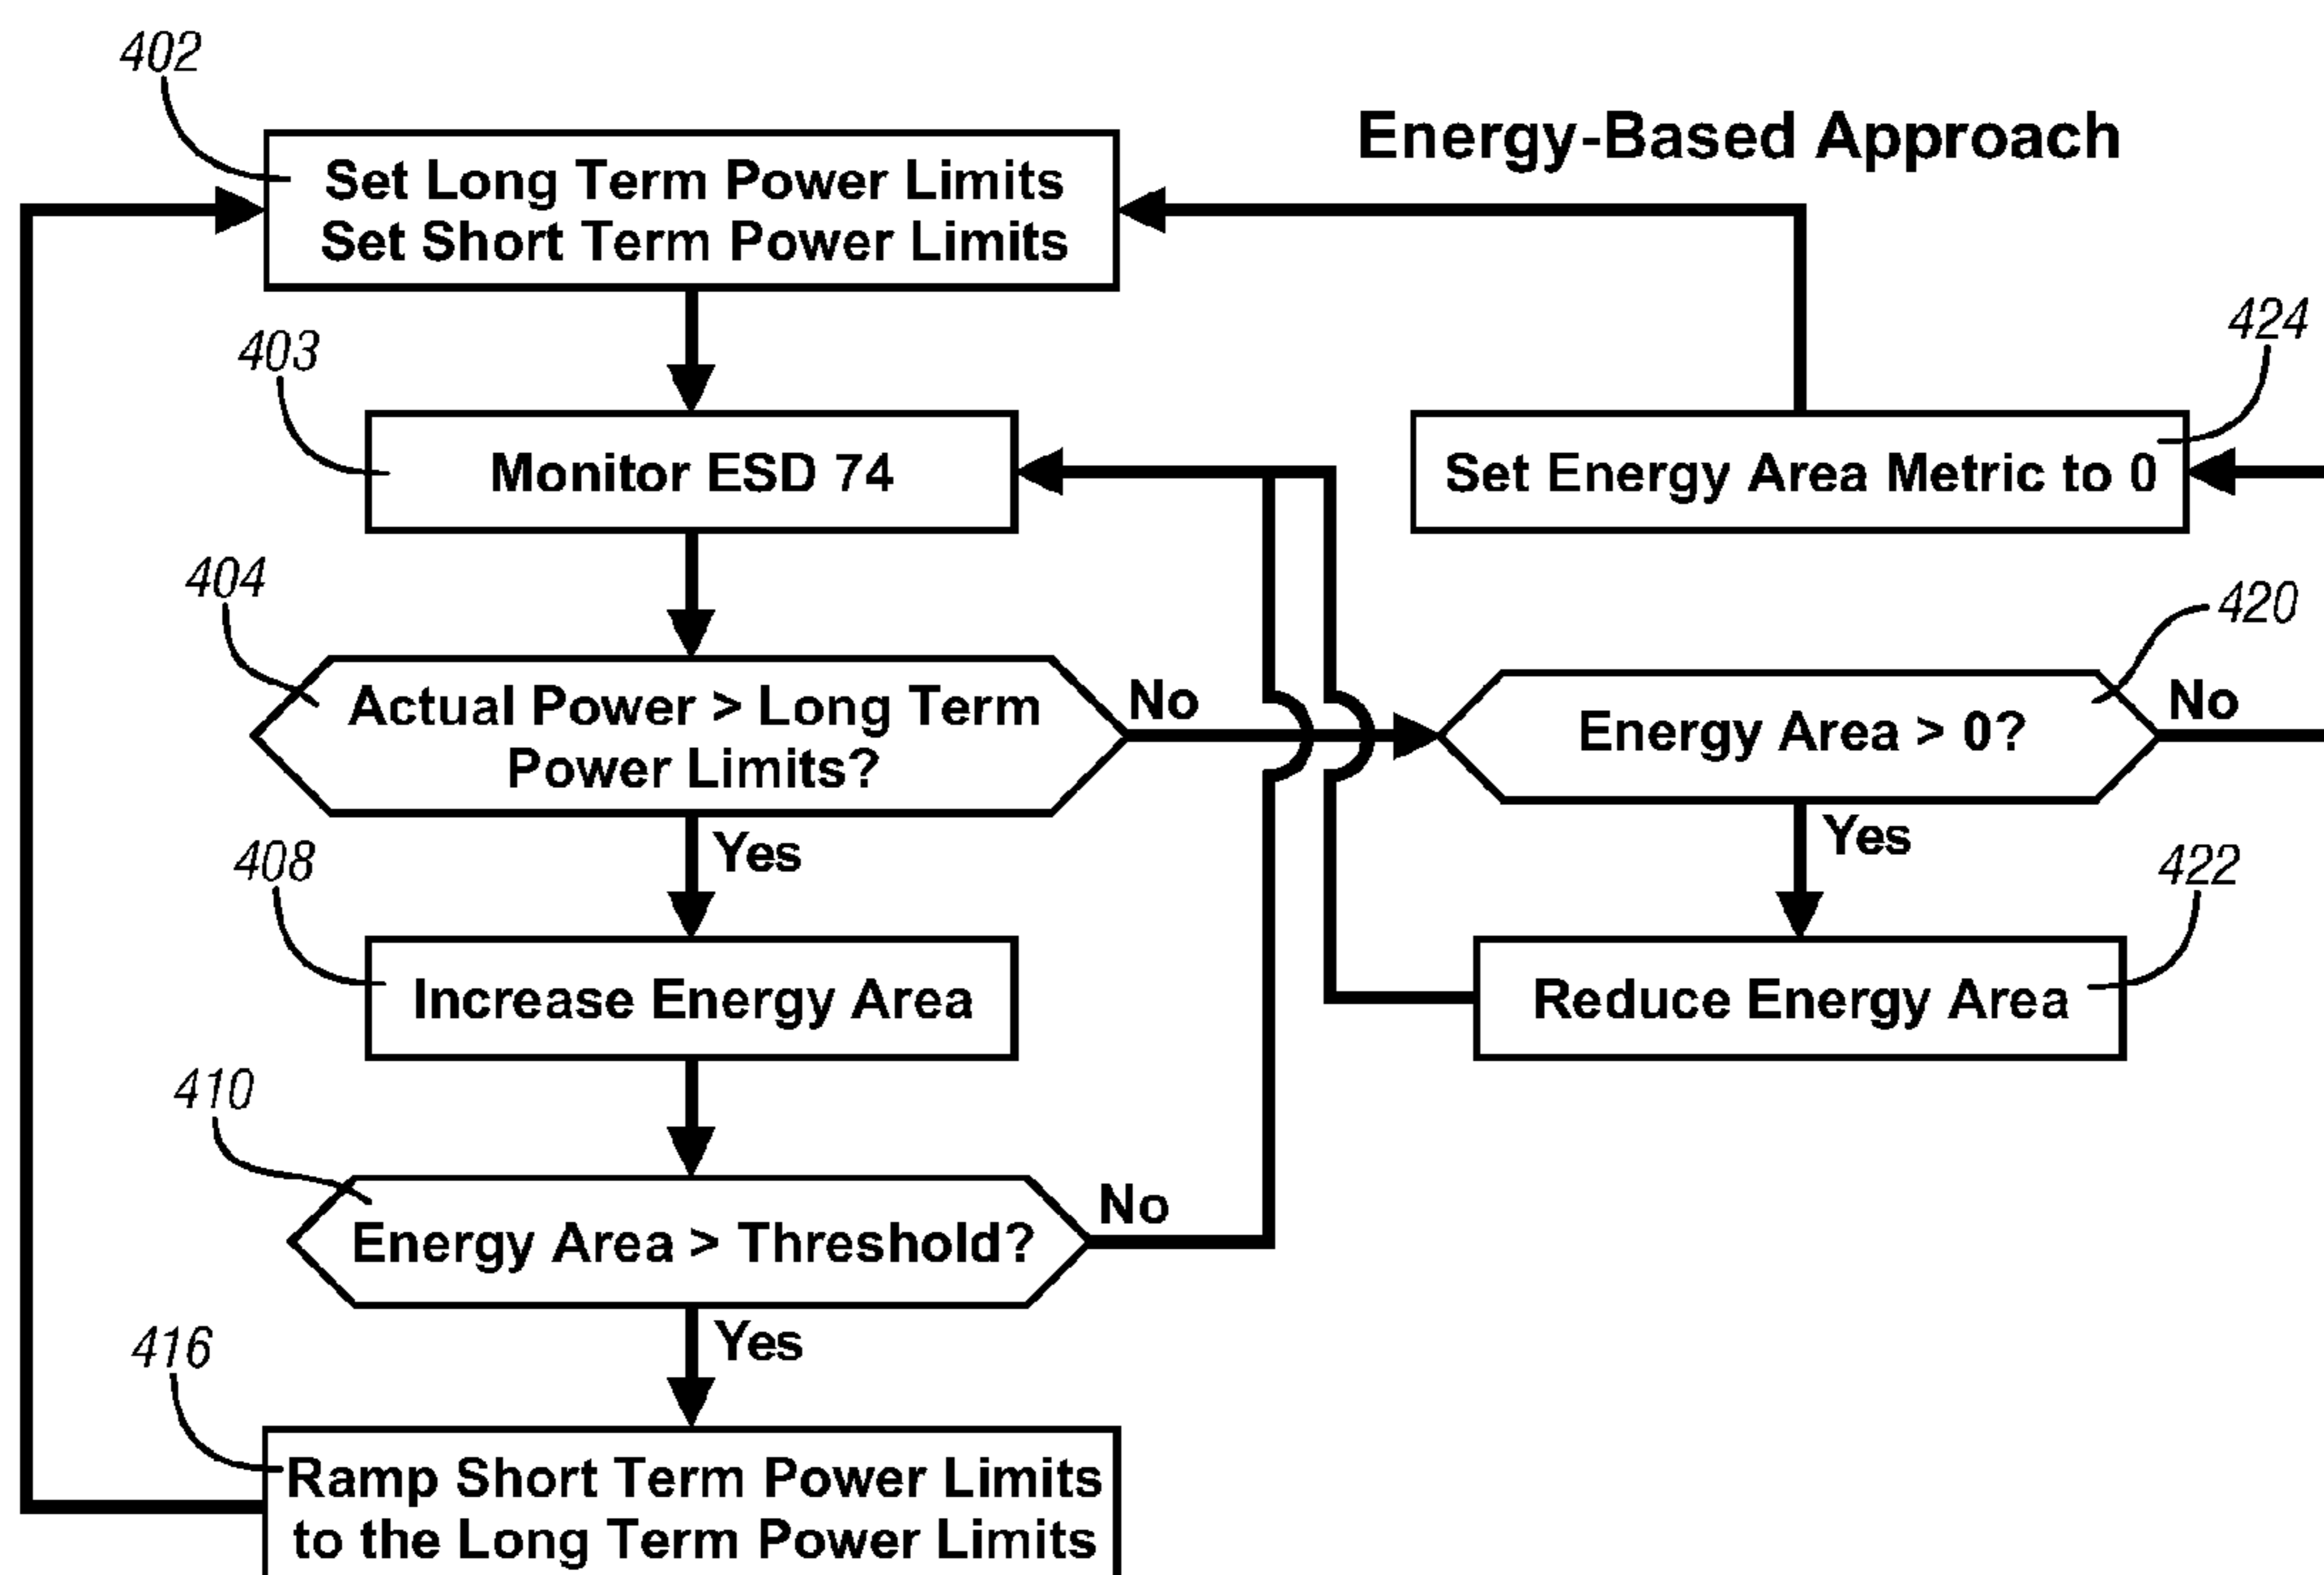 402
Energy-Based Approach
Set Long Term Power Limits
Set Short Term Power Limits
424
403
Monitor ESD 74
Set Energy Area Metric to 0
404
420
Actual Power > Long Term
Power Limits?
No
Energy Area > 0?
No
Yes
Yes
408
422
Increase Energy Area
Reduce Energy Area
410
Energy Area > Threshold?
No
Yes
416
Ramp Short Term Power Limits
to the Long Term Power Limits